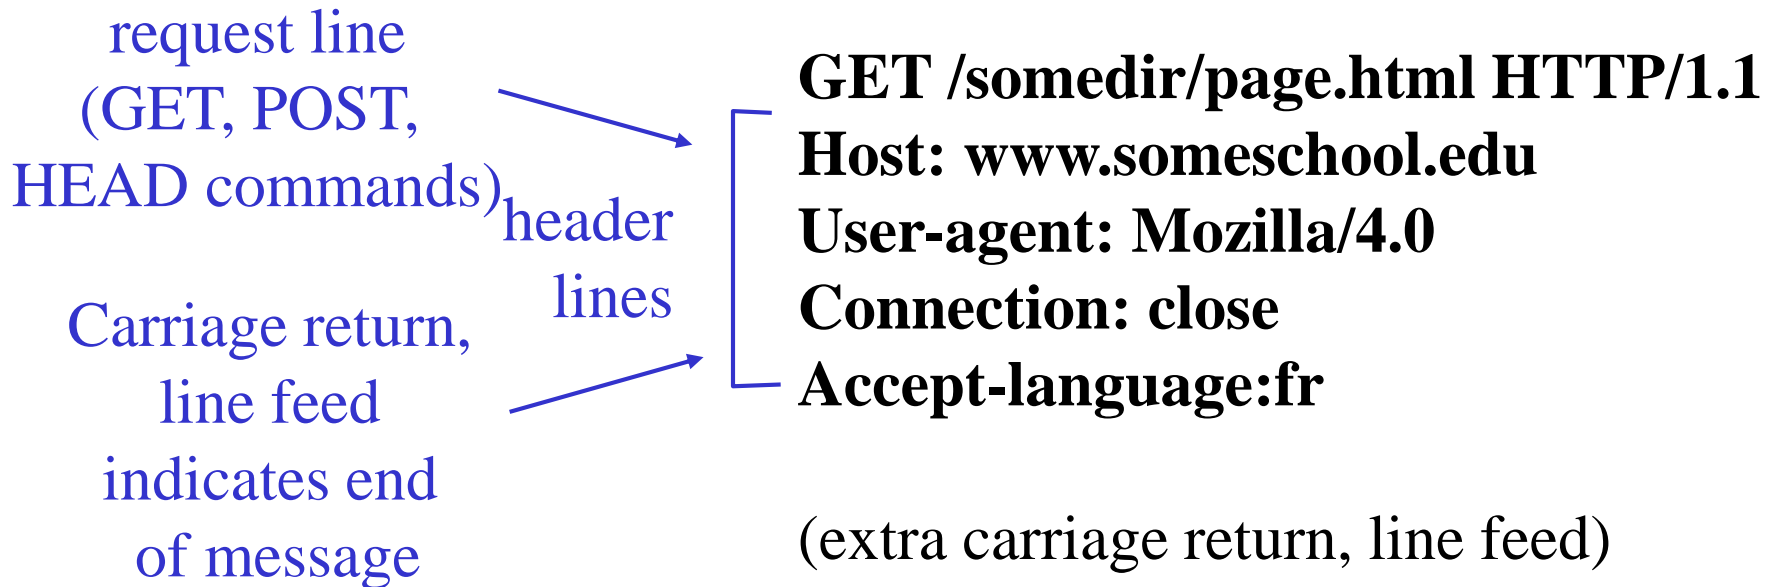 request line
(GET, POST,
HEAD commands)
header
lines
Carriage return,
line feed
indicates end
of message
GET /somedir/page.html HTTP/1.1
Host: www.someschool.edu
User-agent: Mozilla/4.0
Connection: close
Accept-language:fr
(extra carriage return, line feed)